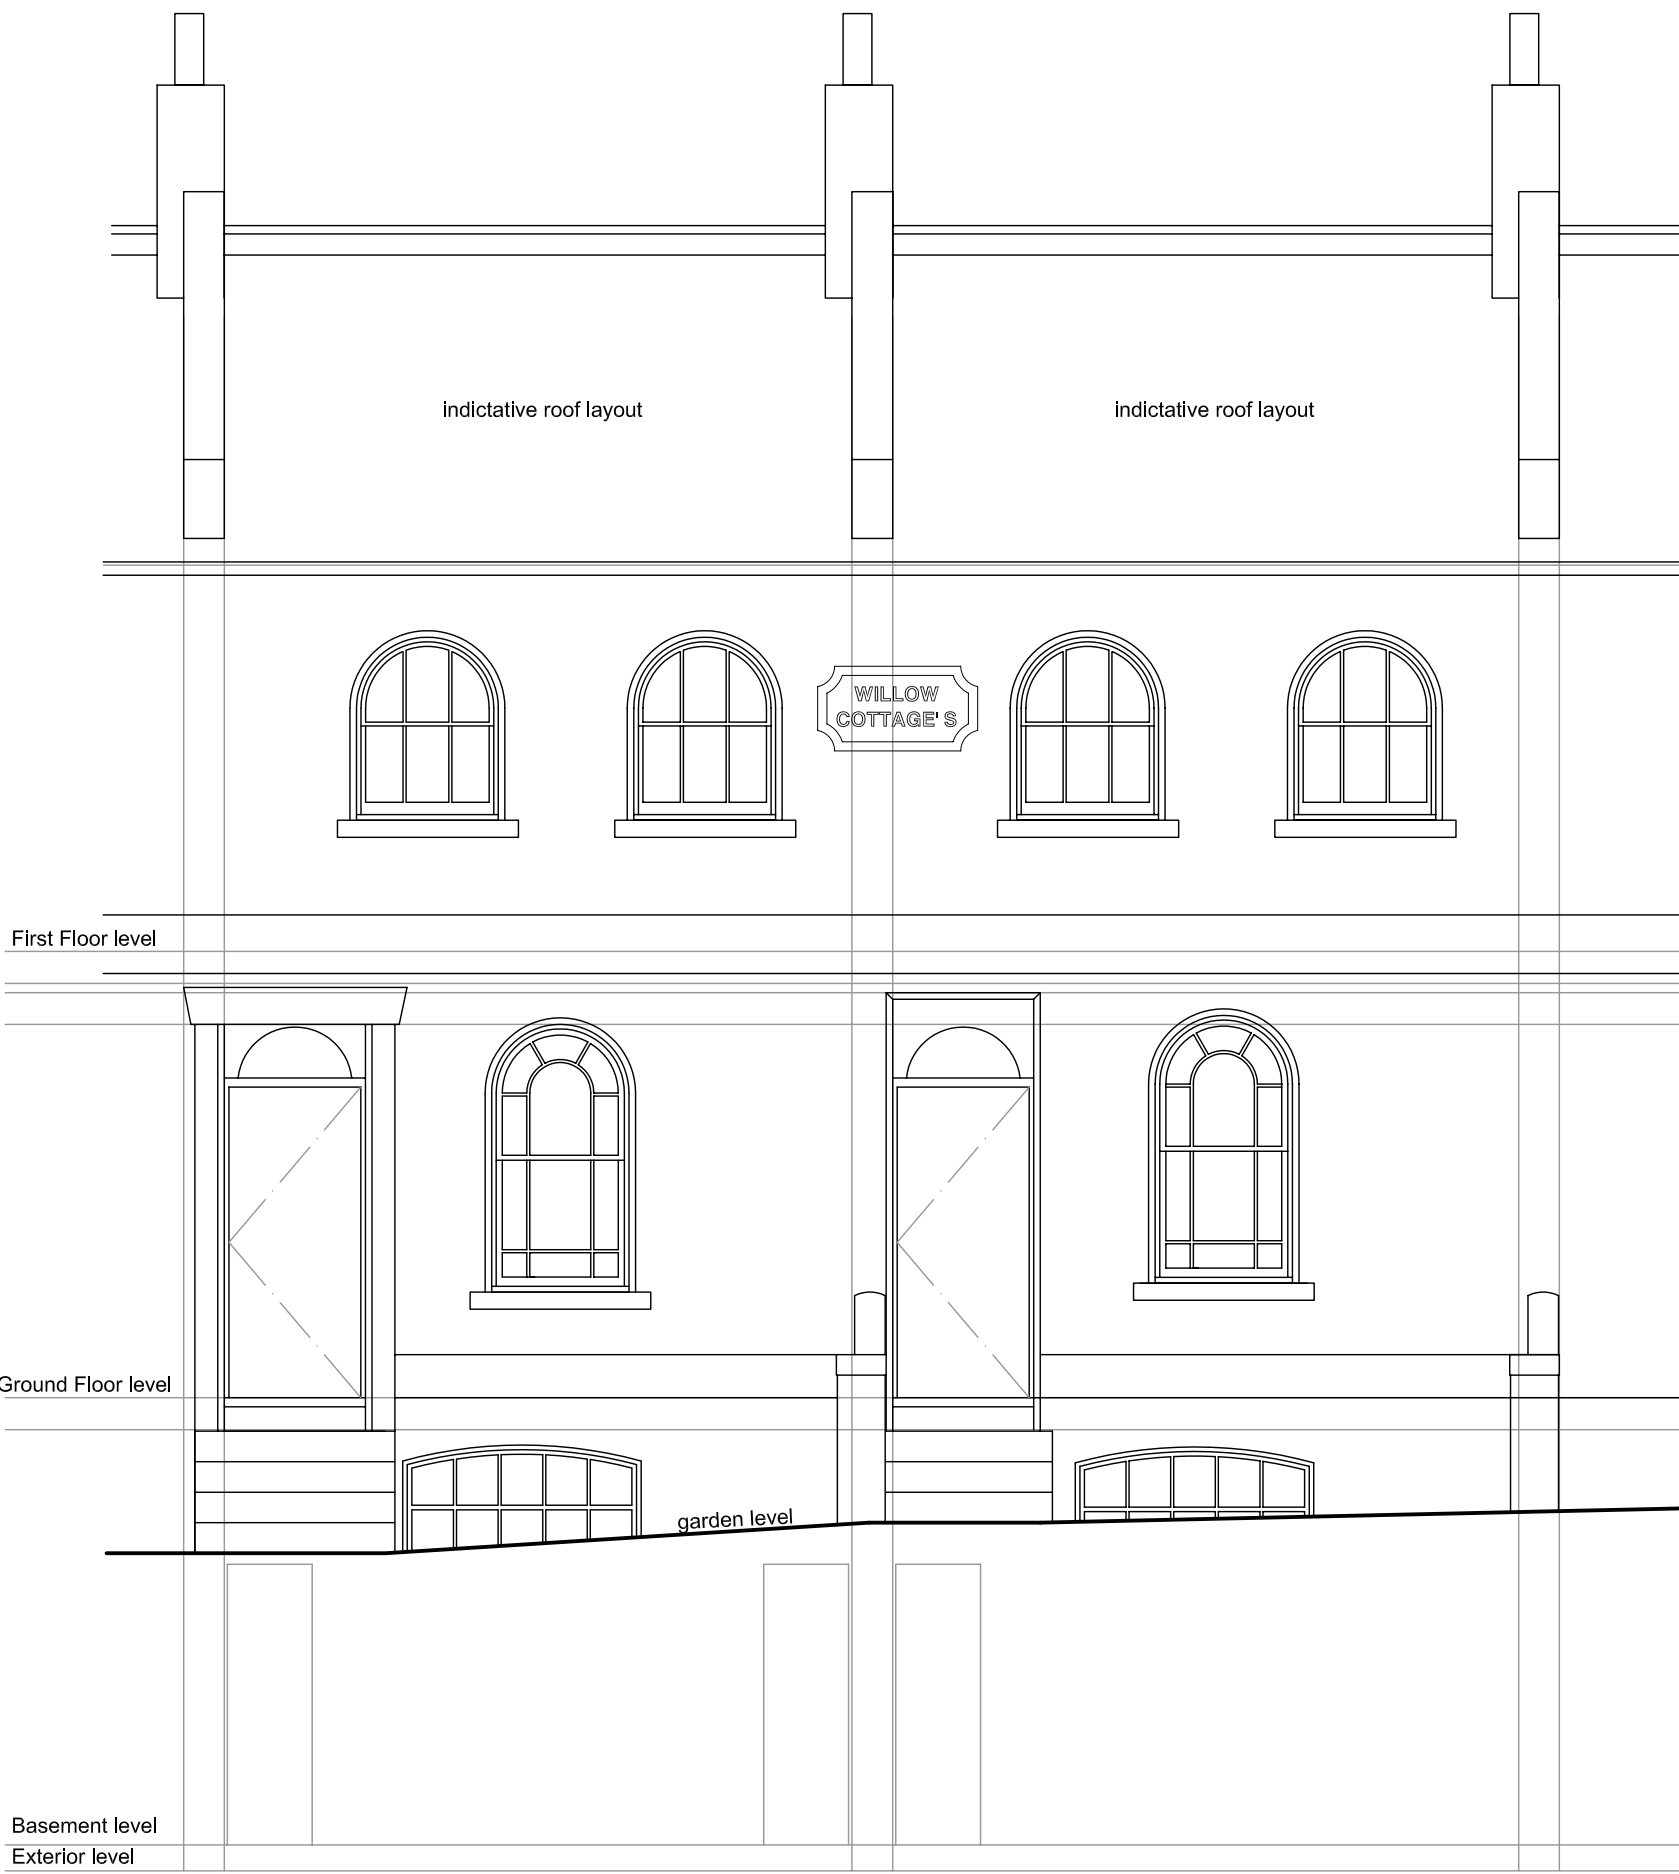 indictative roof layout
indictative roof layout
WILLOW
COTTAGE'S
First Floor level
Ground Floor level
garden level
Basement level
Exterior level